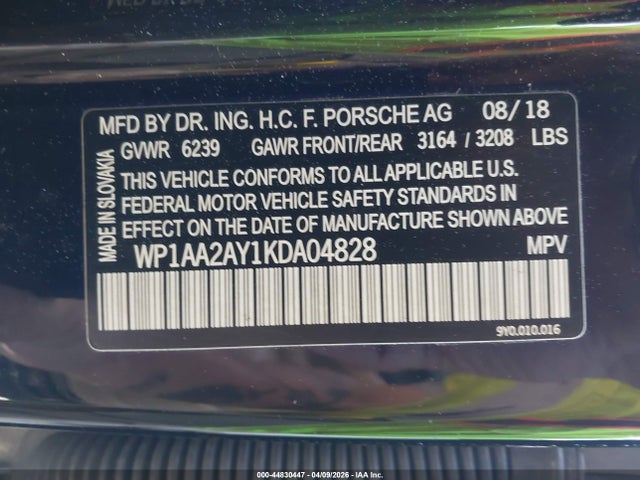 MFD BY DR. ING. H.C. F. PORSCHE AG 08/18
GVWR 6239 GAWR FRONT/REAR 3164 / 3208 LBS
THIS VEHICLE CONFORMS TO ALL APPLICABLE U.S.
FEDERAL MOTOR VEHICLE SAFETY STANDARDS IN
EFFECT ON THE DATE OF MANUFACTURE SHOWN ABOVE
WP1AA2AY1KDA04828 MPV
MADE IN SLOVAKIA
9Y0.010.016
000-44830447 - 04/09/2026 - IAA Inc.